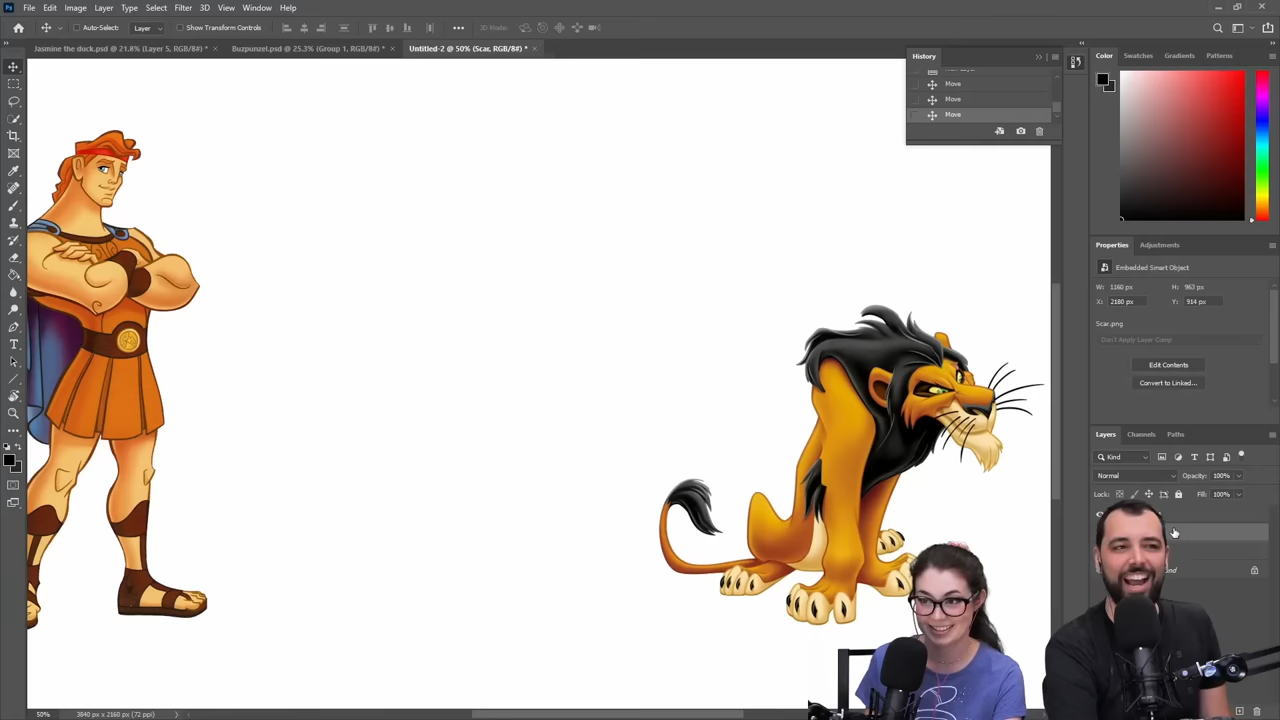 Ps File Edit Image Layer Type Select Filter 3D View Window Help
Auto-Select: Layer Show Transform Controls 3D Mode:
Jasmine the duck.psd @ 21.8% (Layer 5, RGB/8#) * × Buzpunzel.psd @ 25.3% (Group 1, RGB/8#) * × Untitled-2 @ 50% (Scar, RGB/8#) * ×
History
Move
Move
Move
Color Swatches Gradients Patterns
Properties Adjustments
Embedded Smart Object
W: 1160 px H: 963 px
X: 2180 px Y: 914 px
Scar.png
Don't Apply Layer Comp
Edit Contents
Convert to Linked...
Layers Channels Paths
Kind
Normal Opacity: 100%
Lock: Fill: 100%
50% 3840 px x 2160 px (72 ppi)